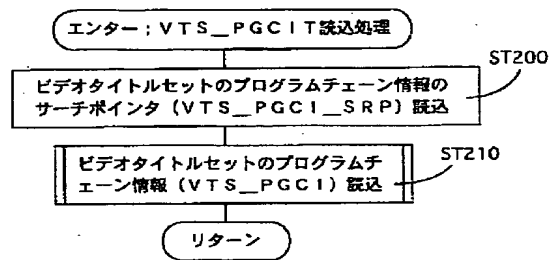 エンター；ＶＴＳ＿ＰＧＣＩＴ読込処理
ST200
ビデオタイトルセットのプログラムチェーン情報の
サーチポインタ（ＶＴＳ＿ＰＧＣＩ＿ＳＲＰ）読込
ST210
ビデオタイトルセットのプログラムチ
ェーン情報（ＶＴＳ＿ＰＧＣＩ）読込
リターン